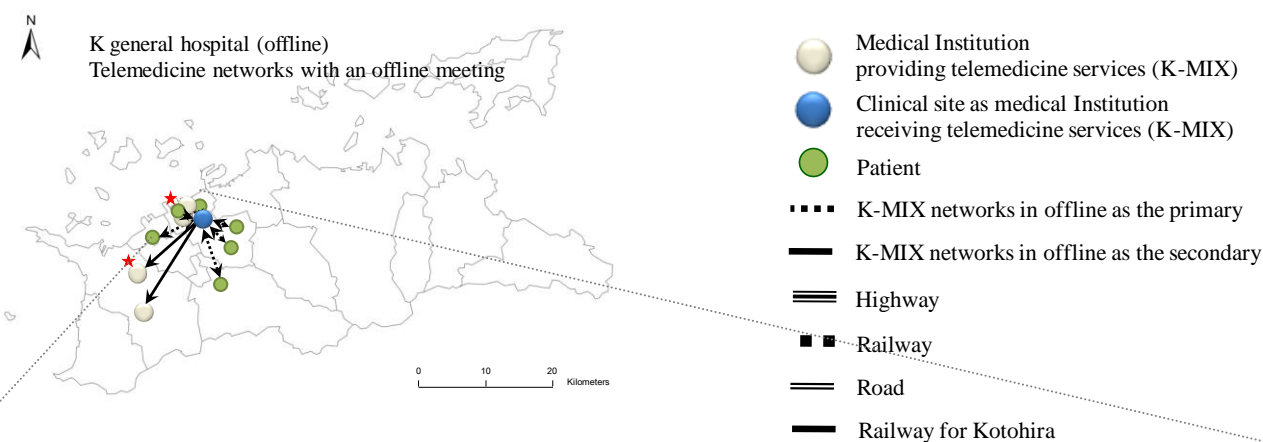 N
K general hospital (offline)
Telemedicine networks with an offline meeting
0 10 20
Kilometers
Medical Institution
providing telemedicine services (K-MIX)
Clinical site as medical Institution
receiving telemedicine services (K-MIX)
Patient
K-MIX networks in offline as the primary
K-MIX networks in offline as the secondary
Highway
Railway
Road
Railway for Kotohira